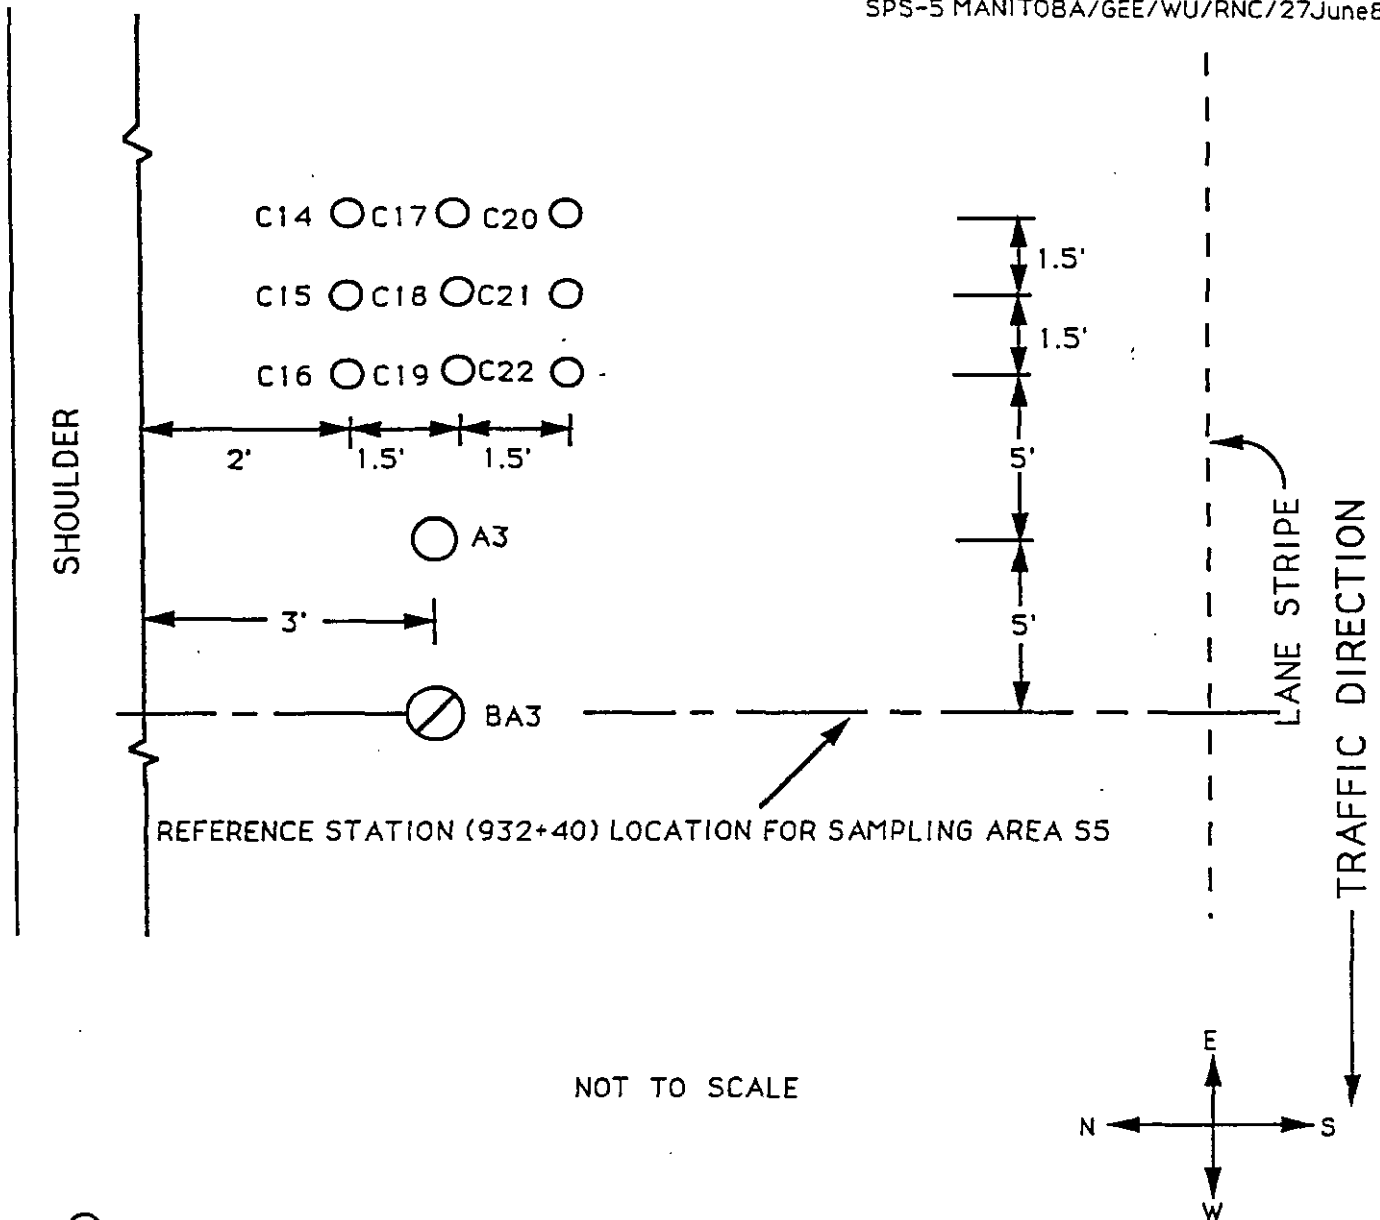 SPS-5 MANITOBA/GEE/WU/RNC/27June8
C14 C17 C20
1.5'
C15 C18 C21
1.5'
C16 C19 C22
2' 1.5' 1.5'
5'
SHOULDER
A3
3'
5'
LANE STRIPE
TRAFFIC DIRECTION
BA3
REFERENCE STATION (932+40) LOCATION FOR SAMPLING AREA S5
NOT TO SCALE
E
N S
W